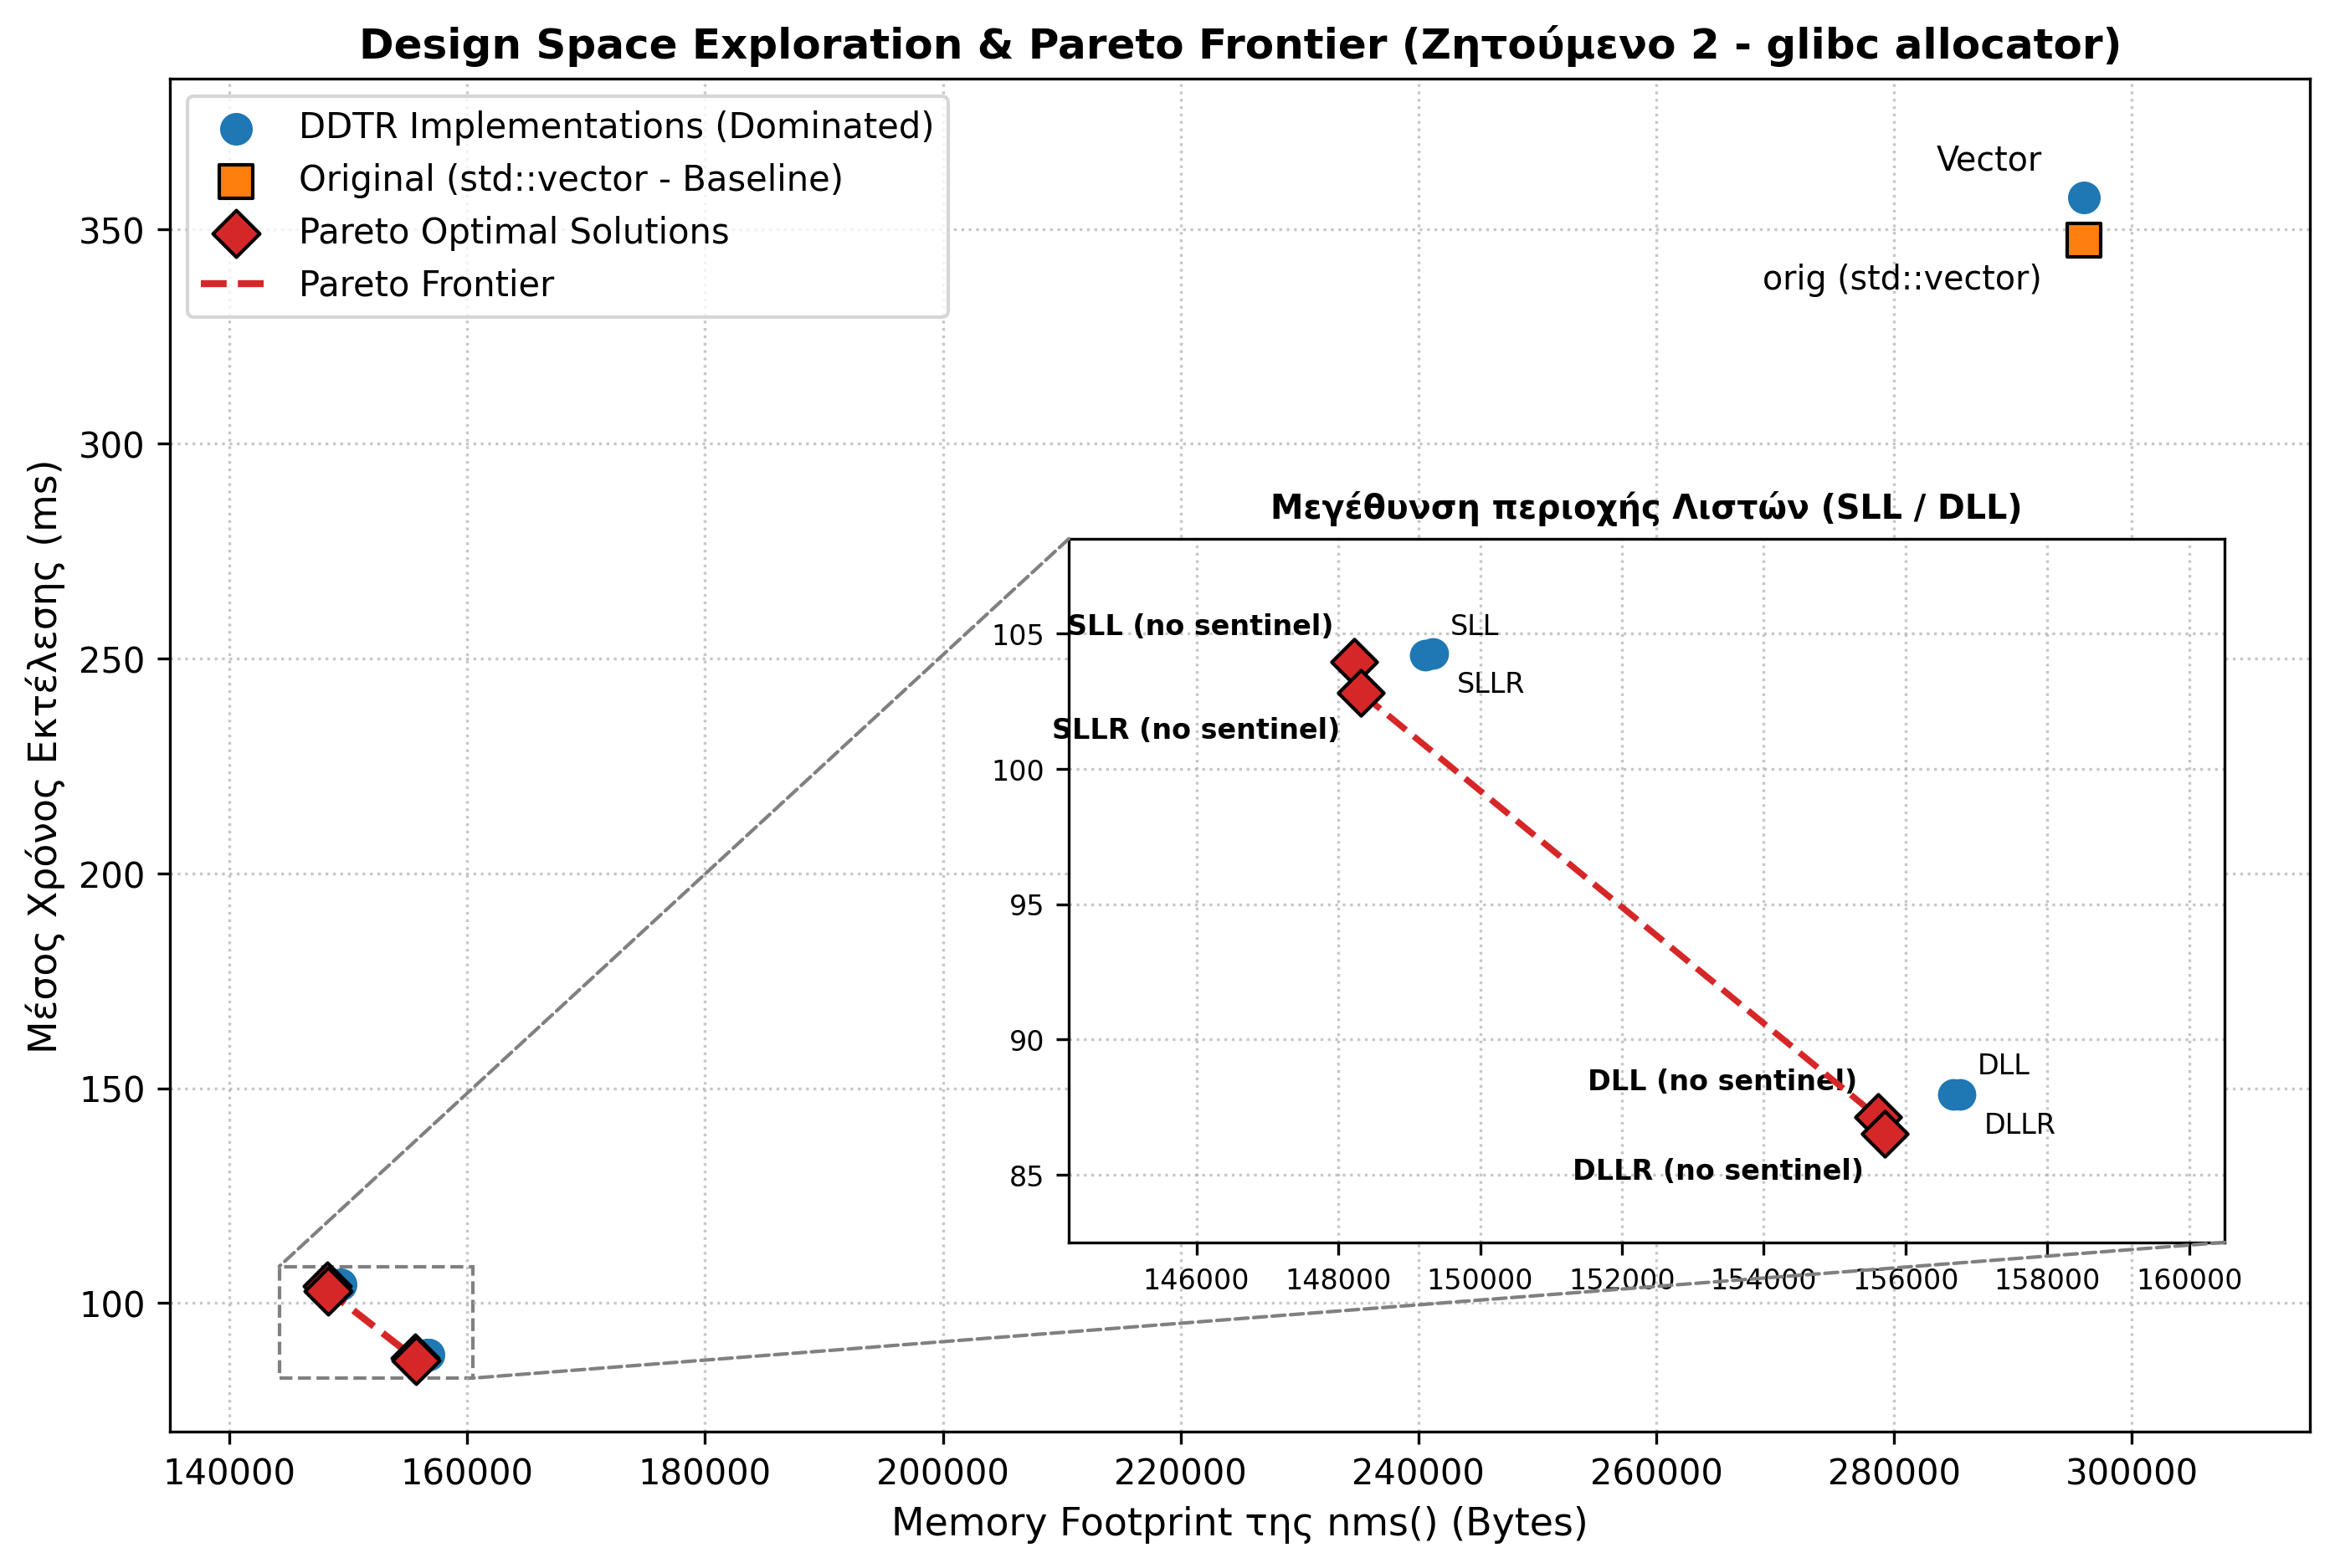 Design Space Exploration & Pareto Frontier (Ζητούμενο 2 - glibc allocator)
DDTR Implementations (Dominated)
Original (std::vector - Baseline)
Pareto Optimal Solutions
Pareto Frontier
Vector
orig (std::vector)
350
300
250
200
150
100
Μέσος Χρόνος Εκτέλεσης (ms)
Μεγέθυνση περιοχής Λιστών (SLL / DLL)
105
100
95
90
85
SLL (no sentinel)
SLL
SLLR
SLLR (no sentinel)
DLL (no sentinel)
DLL
DLLR
DLLR (no sentinel)
146000 148000 150000 152000 154000 156000 158000 160000
140000 160000 180000 200000 220000 240000 260000 280000 300000
Memory Footprint της nms() (Bytes)